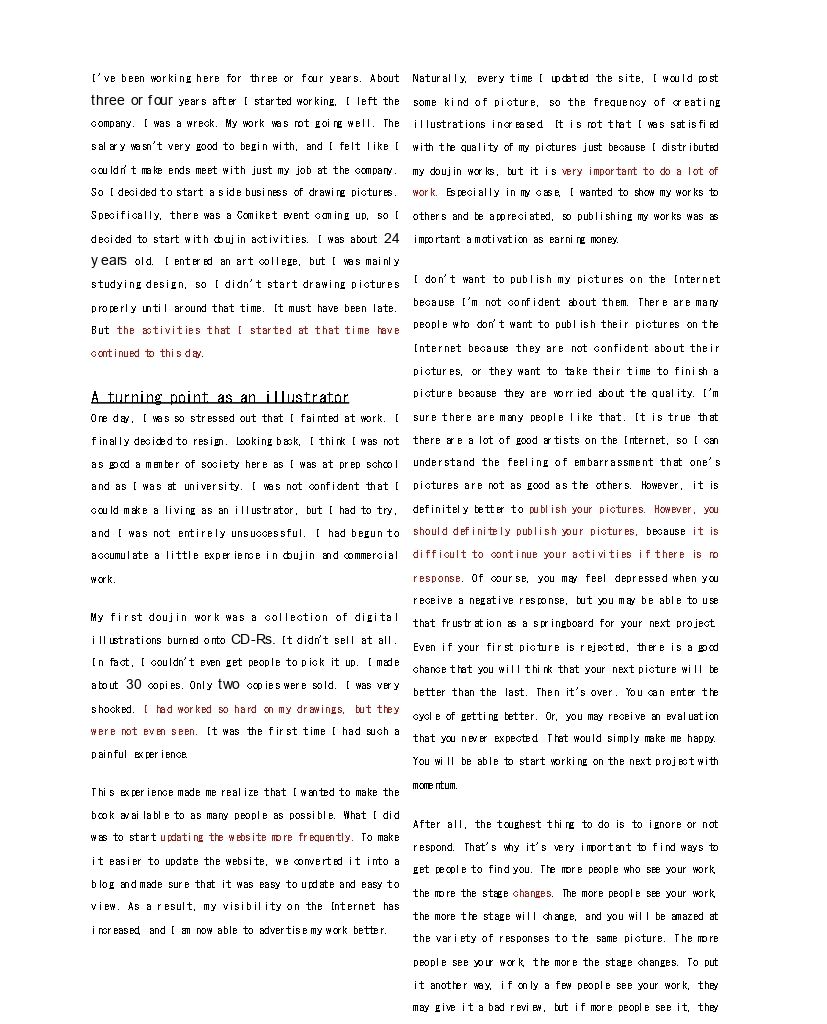 I've been working here for three or four years. About
three or four years after I started working, I left the
company. I was a wreck. My work was not going well. The
salary wasn't very good to begin with, and I felt like I
couldn't make ends meet with just my job at the company.
So I decided to start a side business of drawing pictures.
Specifically, there was a Comiket event coming up, so I
decided to start with doujin activities. I was about 24
years old. I entered an art college, but I was mainly
studying design, so I didn't start drawing pictures
properly until around that time. It must have been late.
But the activities that I started at that time have
continued to this day.
A turning point as an illustrator
One day, I was so stressed out that I fainted at work. I
finally decided to resign. Looking back, I think I was not
as good a member of society here as I was at prep school
and as I was at university. I was not confident that I
could make a living as an illustrator, but I had to try,
and I was not entirely unsuccessful. I had begun to
accumulate a little experience in doujin and commercial
work.
My first doujin work was a collection of digital
illustrations burned onto CD-Rs. It didn't sell at all.
In fact, I couldn't even get people to pick it up. I made
about 30 copies. Only two copies were sold. I was very
shocked. I had worked so hard on my drawings, but they
were not even seen. It was the first time I had such a
painful experience.
This experience made me realize that I wanted to make the
book available to as many people as possible. What I did
was to start updating the website more frequently. To make
it easier to update the website, we converted it into a
blog and made sure that it was easy to update and easy to
view. As a result, my visibility on the Internet has
increased, and I am now able to advertise my work better.
Naturally, every time I updated the site, I would post
some kind of picture, so the frequency of creating
illustrations increased. It is not that I was satisfied
with the quality of my pictures just because I distributed
my doujin works, but it is very important to do a lot of
work. Especially in my case, I wanted to show my works to
others and be appreciated, so publishing my works was as
important a motivation as earning money.
I don't want to publish my pictures on the Internet
because I'm not confident about them. There are many
people who don't want to publish their pictures on the
Internet because they are not confident about their
pictures, or they want to take their time to finish a
picture because they are worried about the quality. I'm
sure there are many people like that. It is true that
there are a lot of good artists on the Internet, so I can
understand the feeling of embarrassment that one's
pictures are not as good as the others. However, it is
definitely better to publish your pictures. However, you
should definitely publish your pictures, because it is
difficult to continue your activities if there is no
response. Of course, you may feel depressed when you
receive a negative response, but you may be able to use
that frustration as a springboard for your next project.
Even if your first picture is rejected, there is a good
chance that you will think that your next picture will be
better than the last. Then it's over. You can enter the
cycle of getting better. Or, you may receive an evaluation
that you never expected. That would simply make me happy.
You will be able to start working on the next project with
momentum.
After all, the toughest thing to do is to ignore or not
respond. That's why it's very important to find ways to
get people to find you. The more people who see your work,
the more the stage changes. The more people see your work,
the more the stage will change, and you will be amazed at
the variety of responses to the same picture. The more
people see your work, the more the stage changes. To put
it another way, if only a few people see your work, they
may give it a bad review, but if more people see it, they